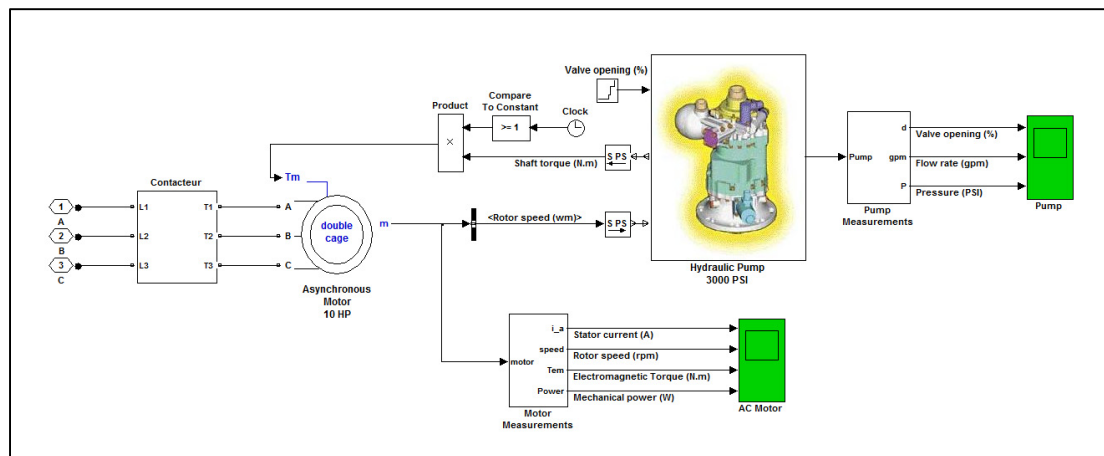 Valve opening (%)
Compare
To Constant
Product
Clock
>= 1
×
Shaft torque (N.m)
S PS
Hydraulic Pump
3000 PSI
Pump
d
gpm
P
Valve opening (%)
Flow rate (gpm)
Pressure (PSI)
Pump
Measurements
Pump
Contacteur
1
A
2
B
3
C
L1
L2
L3
T1
T2
T3
Tm
A
B
C
double
cage
m
Asynchronous
Motor
10 HP
<Rotor speed (wm)>
S PS
motor
i_a
speed
Tem
Power
Stator current (A)
Rotor speed (rpm)
Electromagnetic Torque (N.m)
Mechanical power (W)
Motor
Measurements
AC Motor